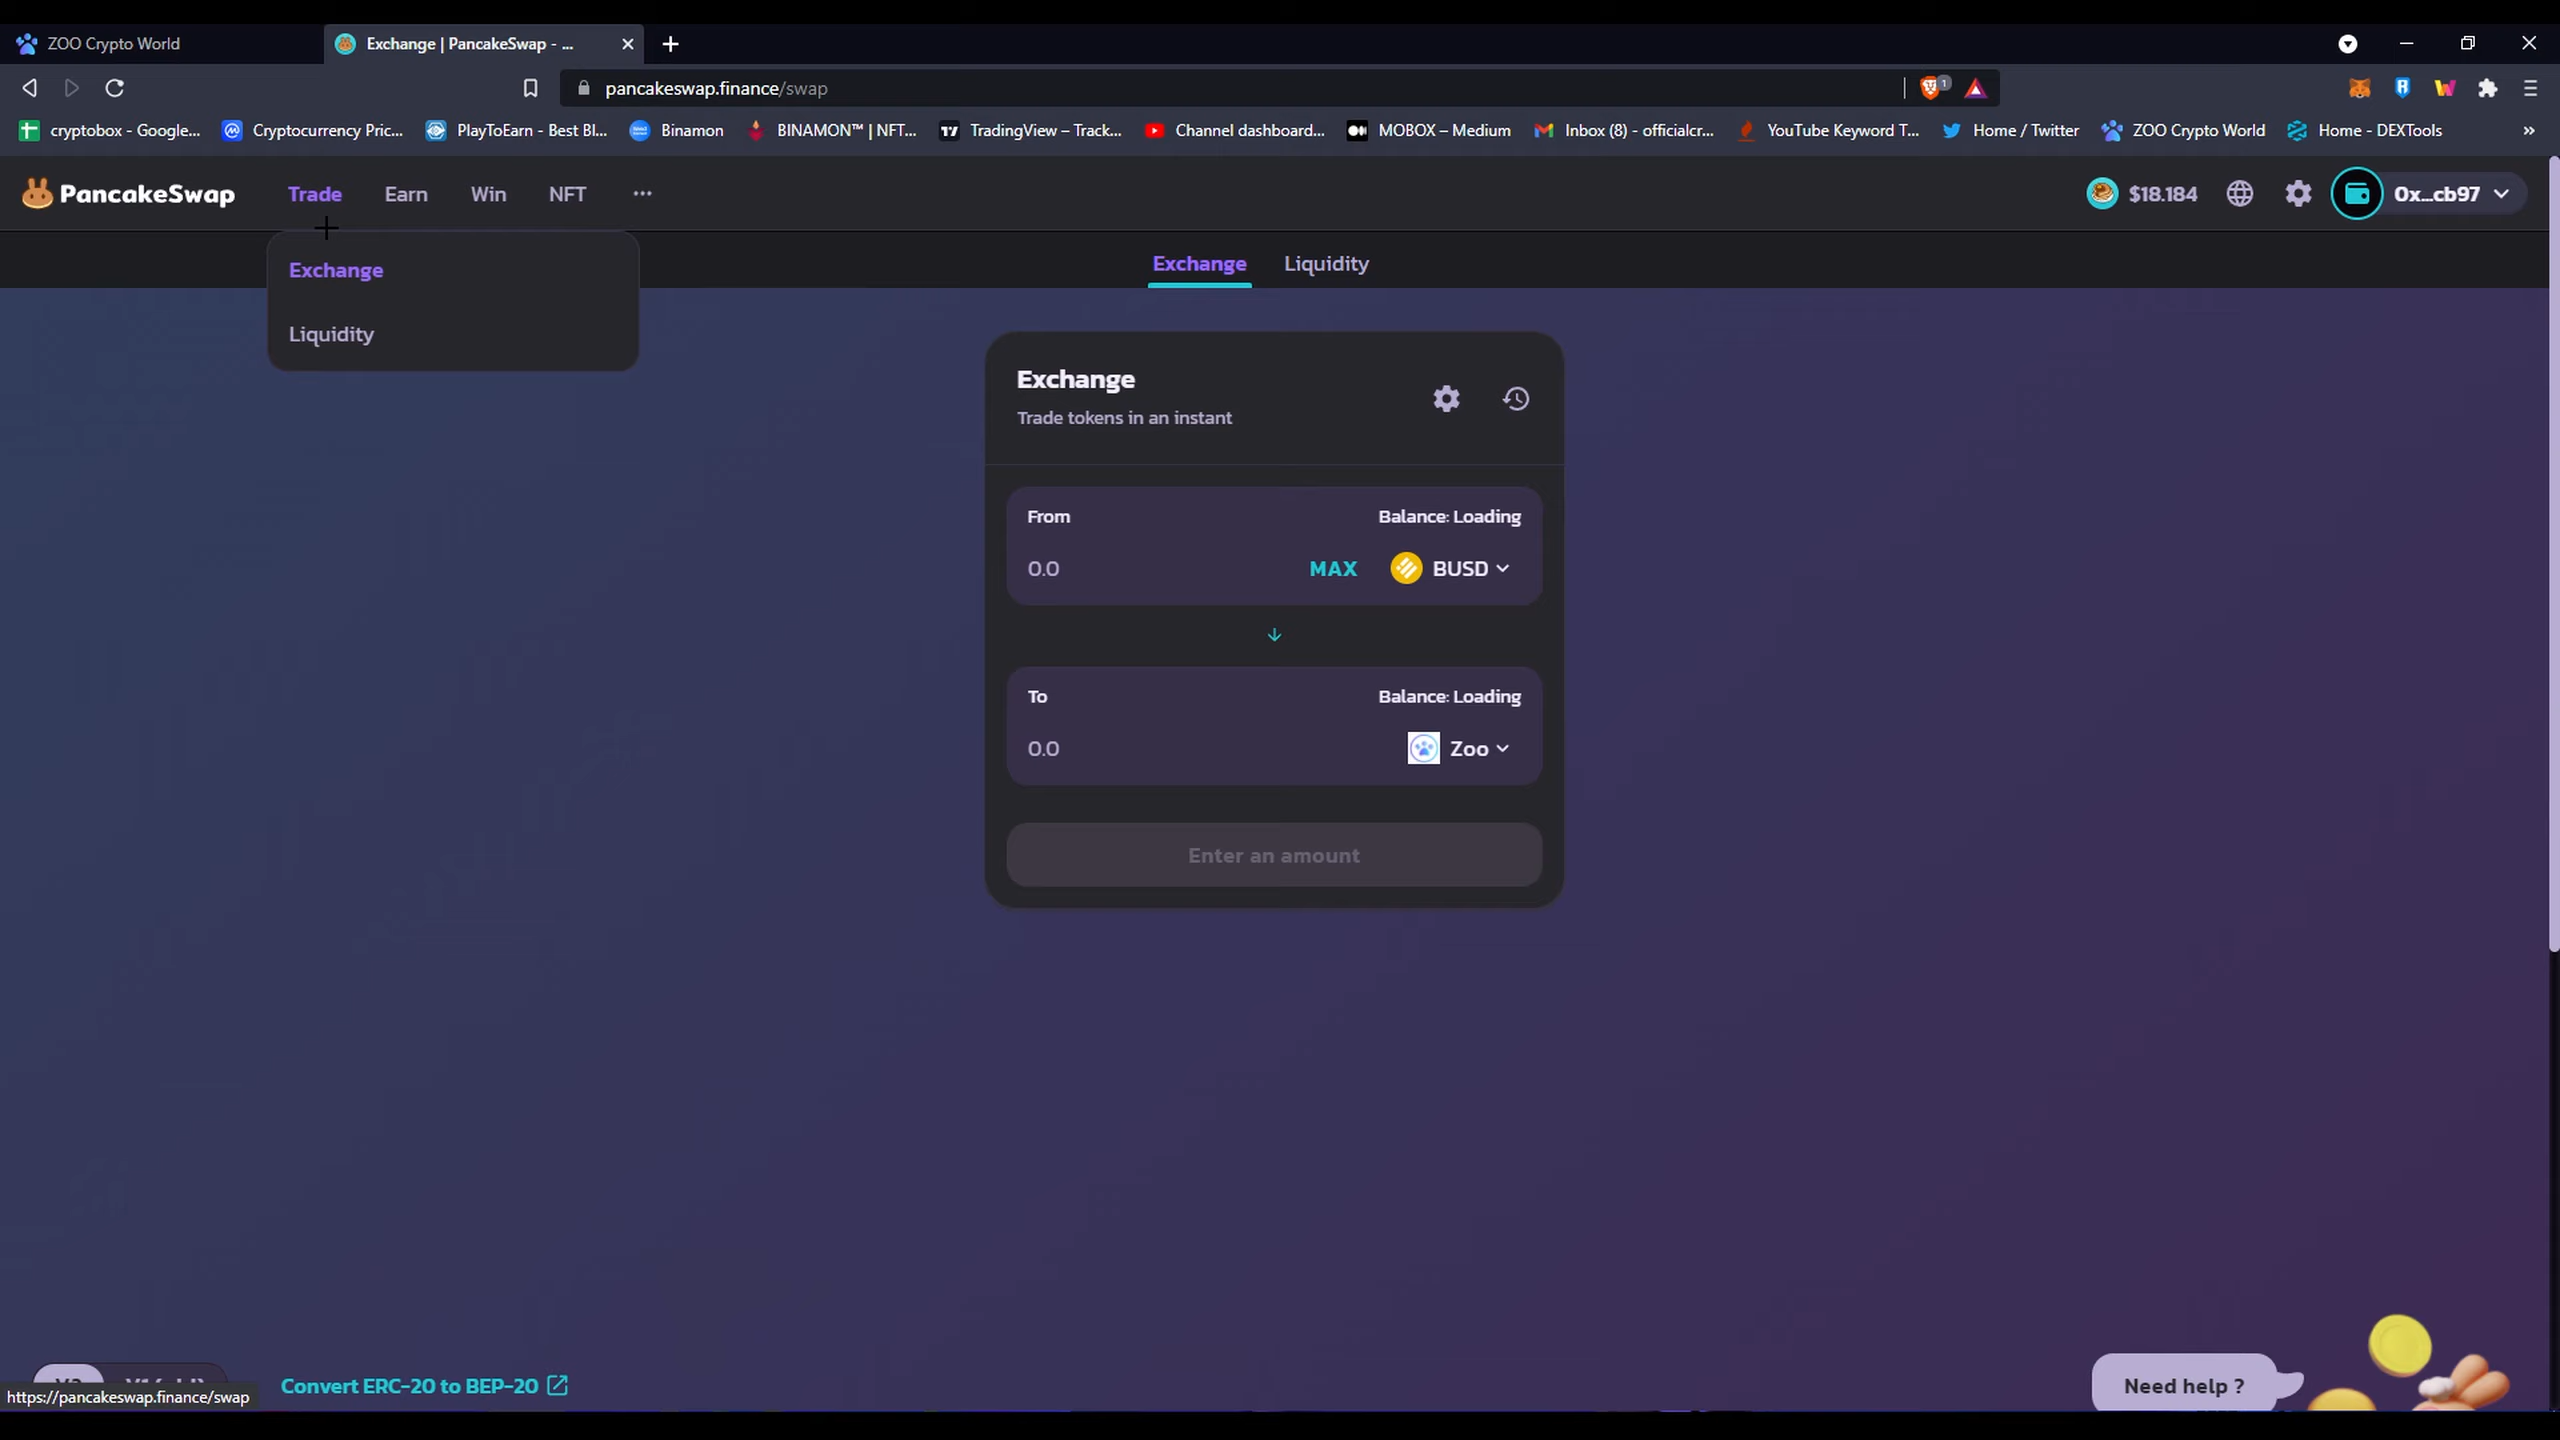 ZOO Crypto World
Exchange | PancakeSwap - ...
pancakeswap.finance/swap
1
cryptobox - Google...
Cryptocurrency Pric...
PlayToEarn - Best Bl...
Binamon
BINAMON™ | NFT...
TradingView – Track...
Channel dashboard...
MOBOX – Medium
Inbox (8) - officialcr...
YouTube Keyword T...
Home / Twitter
ZOO Crypto World
Home - DEXTools
»
PancakeSwap
Trade
Earn
Win
NFT
...
$18.184
0x...cb97
Exchange
Liquidity
Exchange
Liquidity
Exchange
Trade tokens in an instant
From
Balance: Loading
0.0
MAX
BUSD
To
Balance: Loading
0.0
Zoo
Enter an amount
https://pancakeswap.finance/swap
Convert ERC-20 to BEP-20
Need help ?